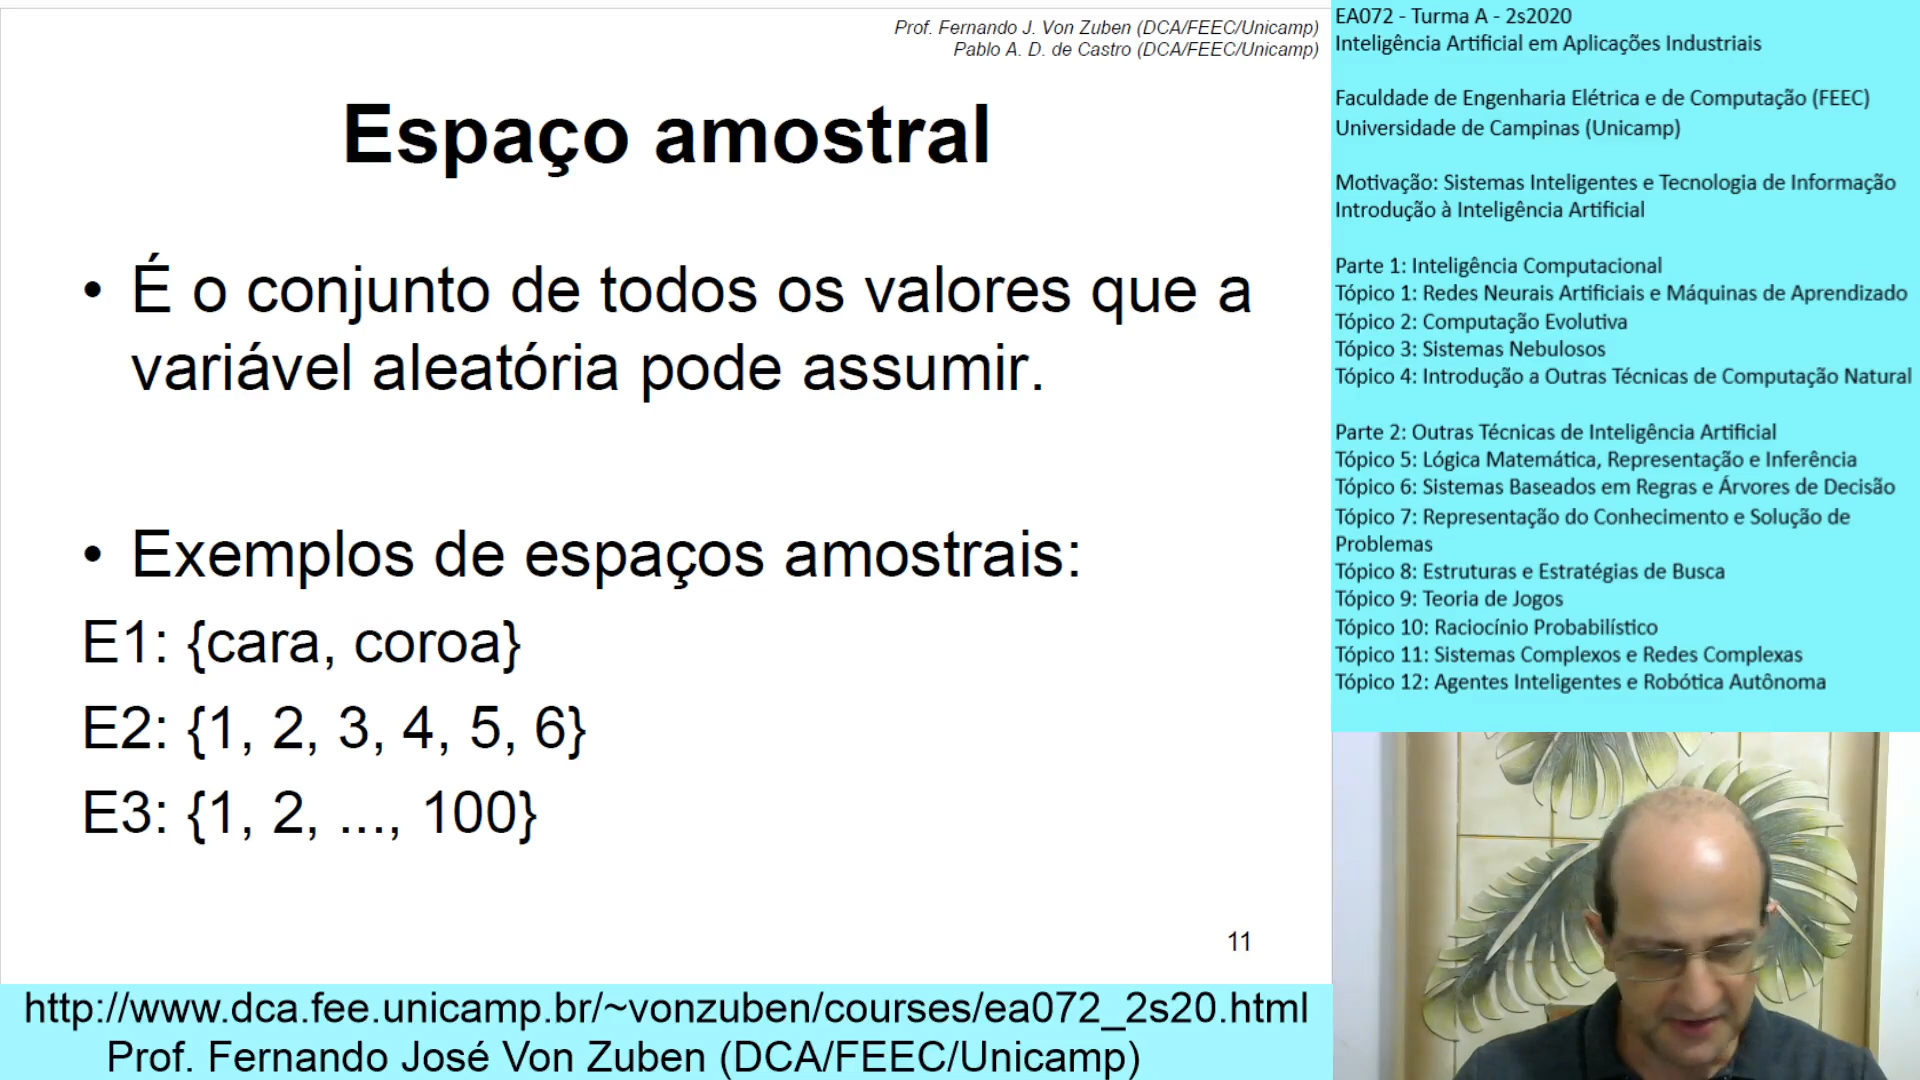 Prof. Fernando J. Von Zuben (DCA/FEEC/Unicamp)
Pablo A. D. de Castro (DCA/FEEC/Unicamp)
Espaço amostral
• É o conjunto de todos os valores que a
variável aleatória pode assumir.
• Exemplos de espaços amostrais:
E1: {cara, coroa}
E2: {1, 2, 3, 4, 5, 6}
E3: {1, 2, ..., 100}
11
http://www.dca.fee.unicamp.br/~vonzuben/courses/ea072_2s20.html
Prof. Fernando José Von Zuben (DCA/FEEC/Unicamp)
EA072 - Turma A - 2s2020
Inteligência Artificial em Aplicações Industriais
Faculdade de Engenharia Elétrica e de Computação (FEEC)
Universidade de Campinas (Unicamp)
Motivação: Sistemas Inteligentes e Tecnologia de Informação
Introdução à Inteligência Artificial
Parte 1: Inteligência Computacional
Tópico 1: Redes Neurais Artificiais e Máquinas de Aprendizado
Tópico 2: Computação Evolutiva
Tópico 3: Sistemas Nebulosos
Tópico 4: Introdução a Outras Técnicas de Computação Natural
Parte 2: Outras Técnicas de Inteligência Artificial
Tópico 5: Lógica Matemática, Representação e Inferência
Tópico 6: Sistemas Baseados em Regras e Árvores de Decisão
Tópico 7: Representação do Conhecimento e Solução de
Problemas
Tópico 8: Estruturas e Estratégias de Busca
Tópico 9: Teoria de Jogos
Tópico 10: Raciocínio Probabilístico
Tópico 11: Sistemas Complexos e Redes Complexas
Tópico 12: Agentes Inteligentes e Robótica Autônoma